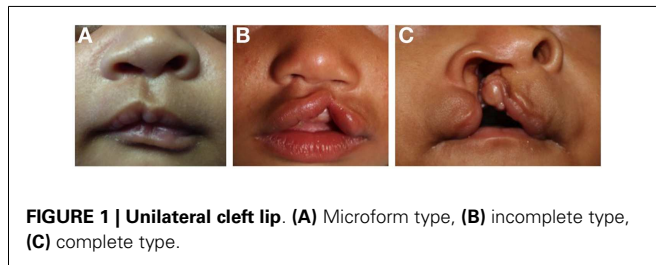 A B C
FIGURE 1 | Unilateral cleft lip. (A) Microform type, (B) incomplete type,
(C) complete type.